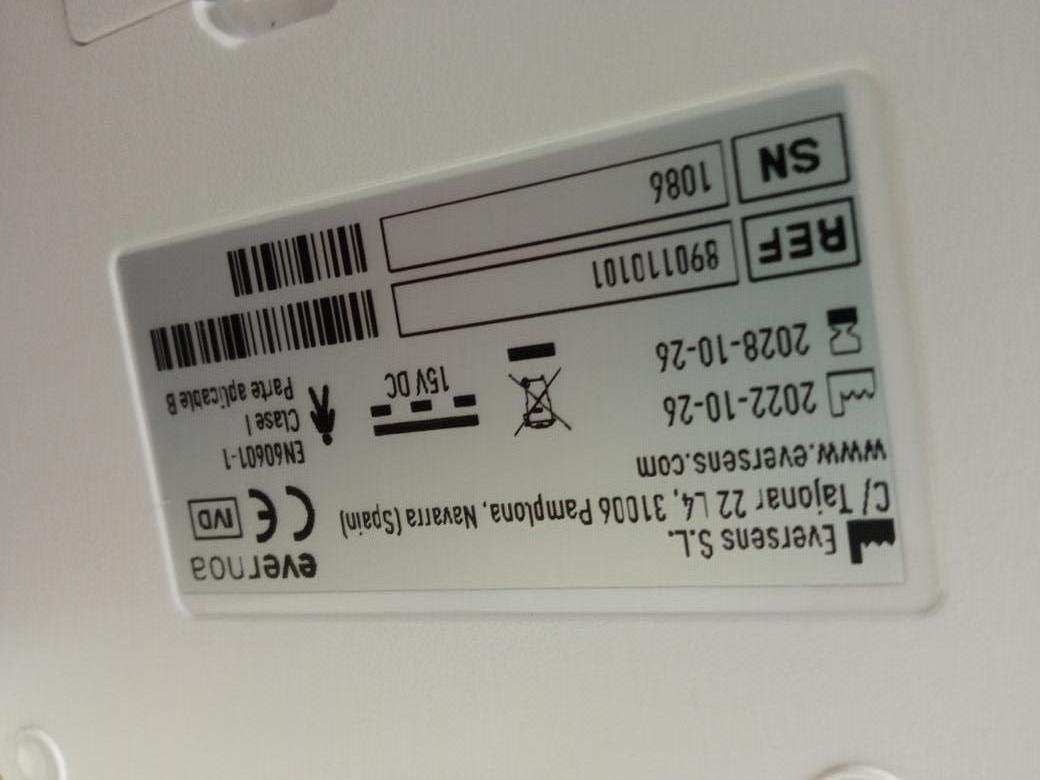 Eversens S.L.
C/ Tajonar 22 L4, 31006 Pamplona, Navarra (Spain)
www.eversens.com
evernoa
CE IVD
2022-10-26
2028-10-26
15V DC
EN60601-1
Clase I
Parte aplicable B
REF 890110101
SN 1086